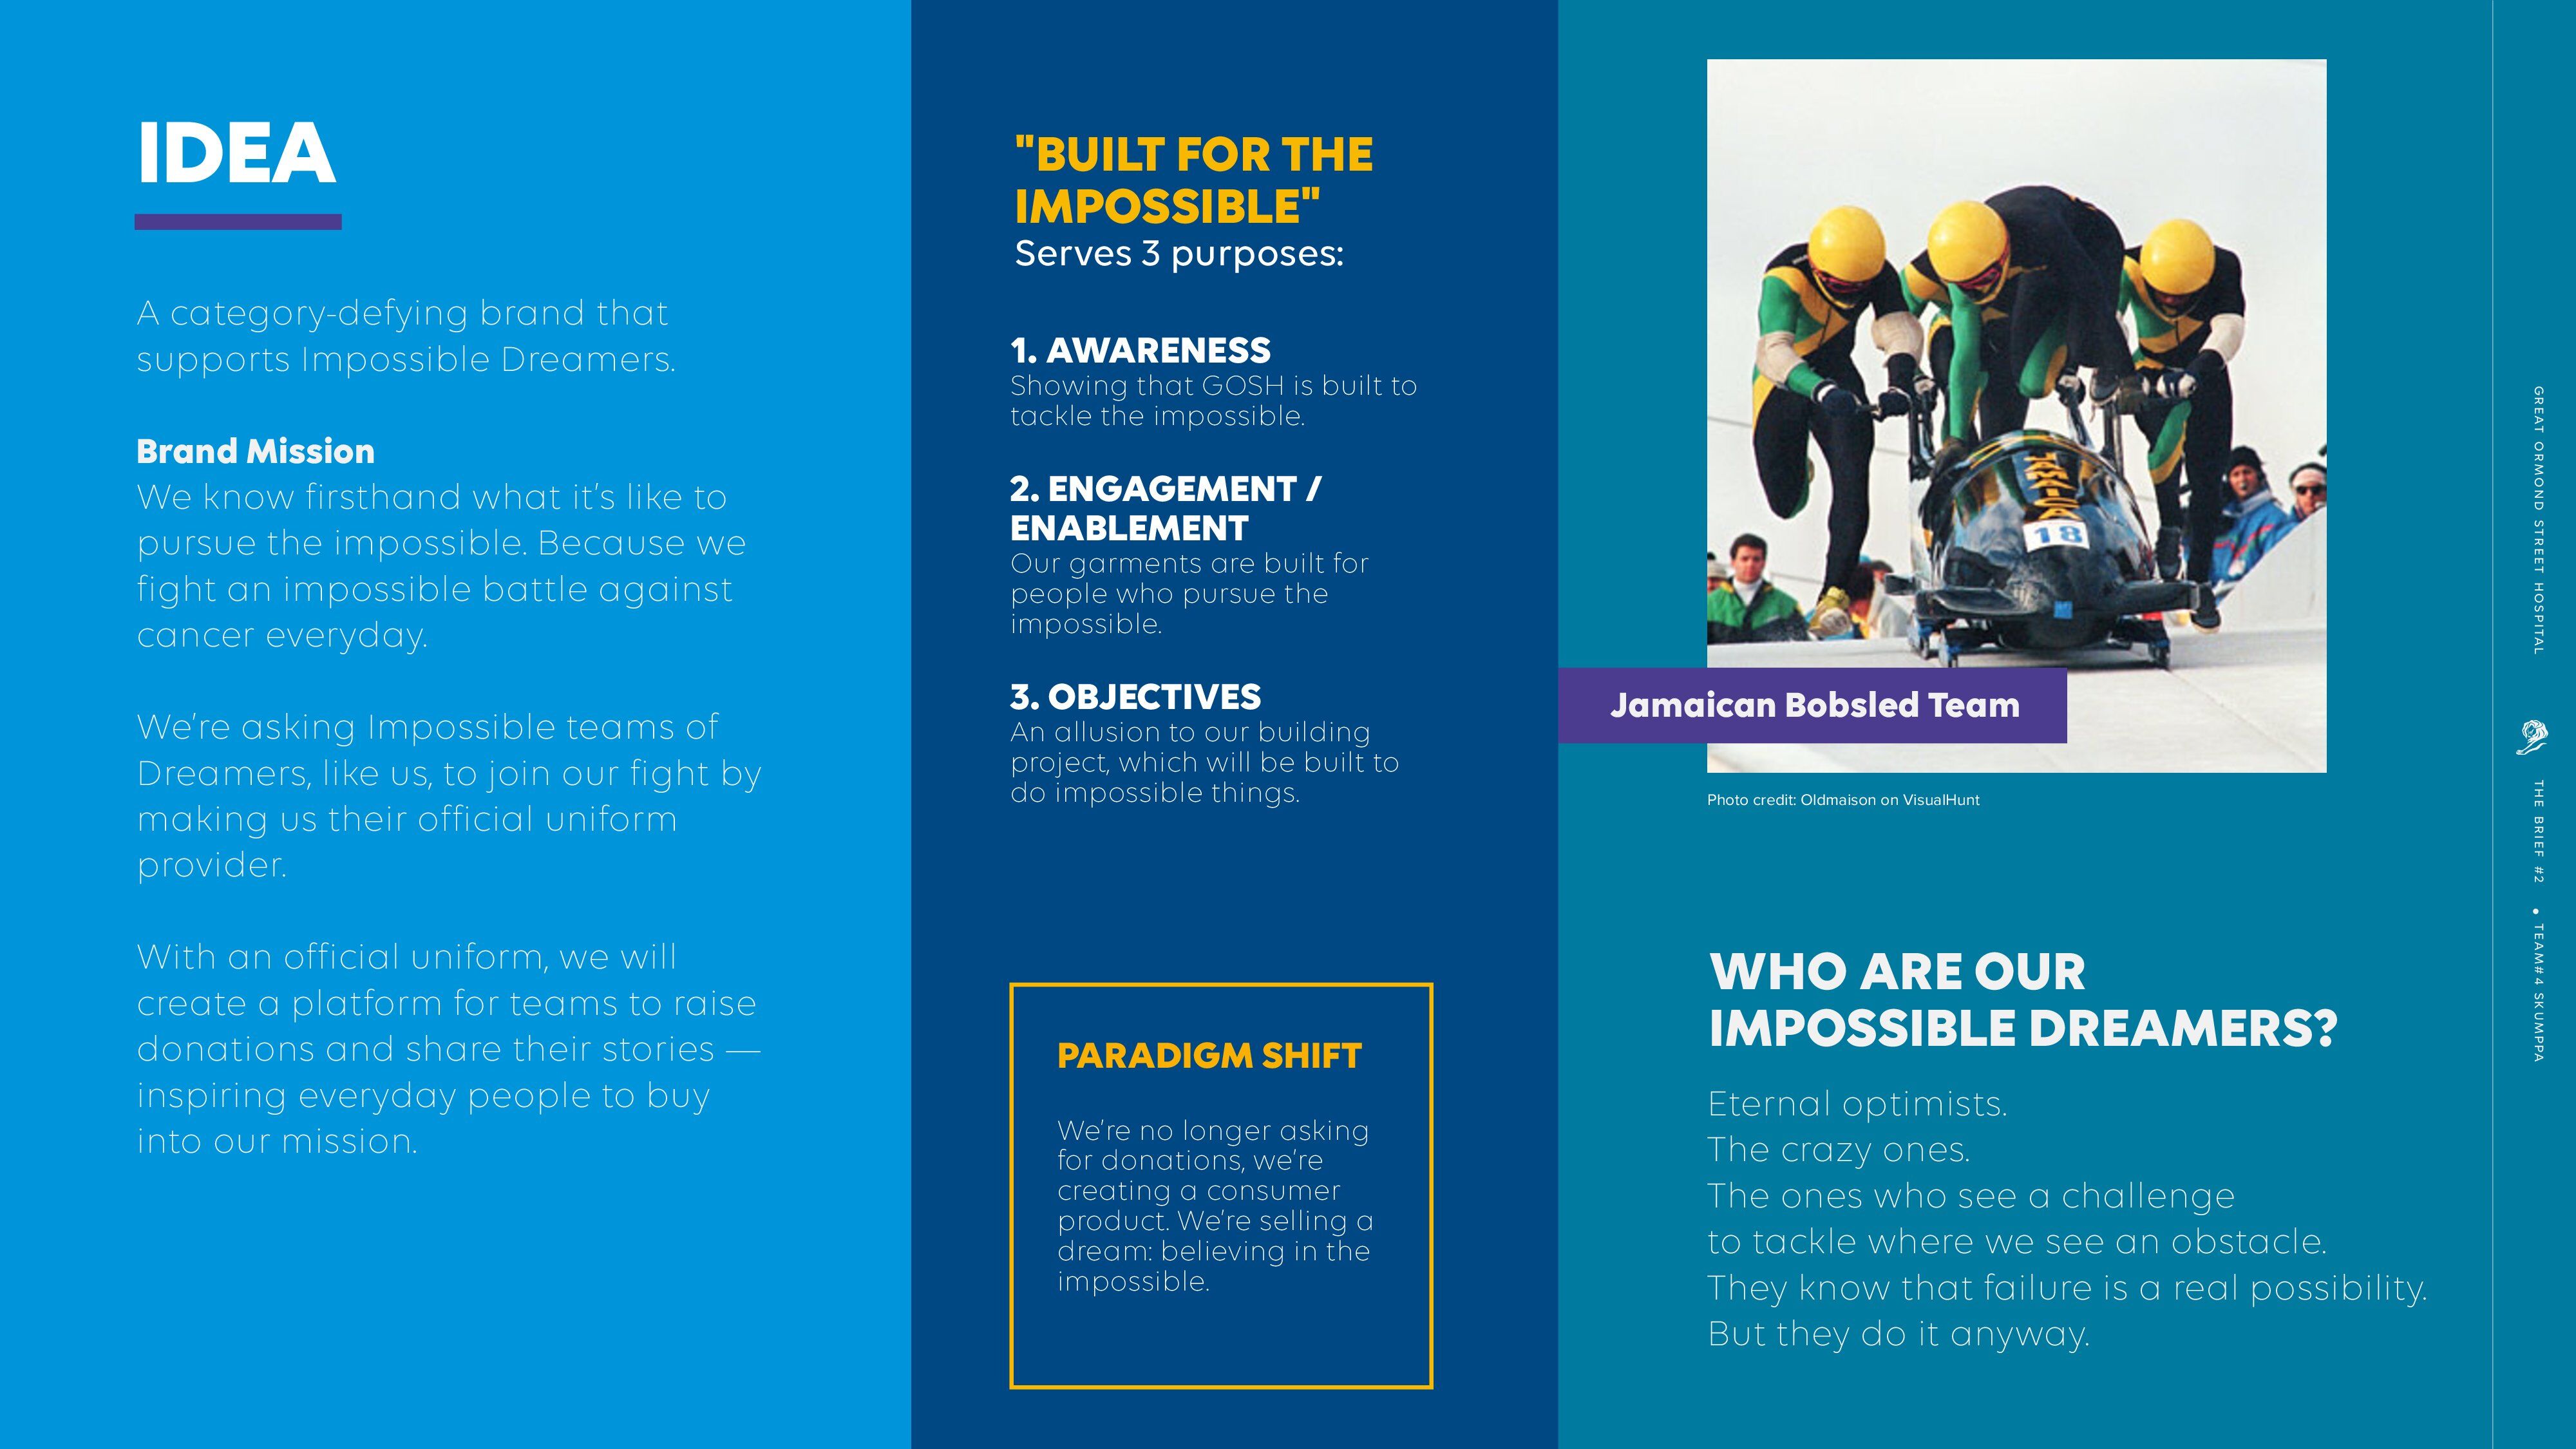 IDEA
A category-defying brand that
supports Impossible Dreamers.
Brand Mission
We know firsthand what it's like to
pursue the impossible. Because we
fight an impossible battle against
cancer everyday.
We're asking Impossible teams of
Dreamers, like us, to join our fight by
making us their official uniform
provider.
With an official uniform, we will
create a platform for teams to raise
donations and share their stories —
inspiring everyday people to buy
into our mission.
"BUILT FOR THE
IMPOSSIBLE"
Serves 3 purposes:
1. AWARENESS
Showing that GOSH is built to
tackle the impossible.
2. ENGAGEMENT /
ENABLEMENT
Our garments are built for
people who pursue the
impossible.
3. OBJECTIVES
An allusion to our building
project, which will be built to
do impossible things.
PARADIGM SHIFT
We're no longer asking
for donations, we're
creating a consumer
product. We're selling a
dream: believing in the
impossible.
JAMAICA
18
Jamaican Bobsled Team
Photo credit: Oldmaison on VisualHunt
WHO ARE OUR
IMPOSSIBLE DREAMERS?
Eternal optimists.
The crazy ones.
The ones who see a challenge
to tackle where we see an obstacle.
They know that failure is a real possibility.
But they do it anyway.
GREAT ORMOND STREET HOSPITAL
THE BRIEF #2 • TEAM#4 SKUMPPA